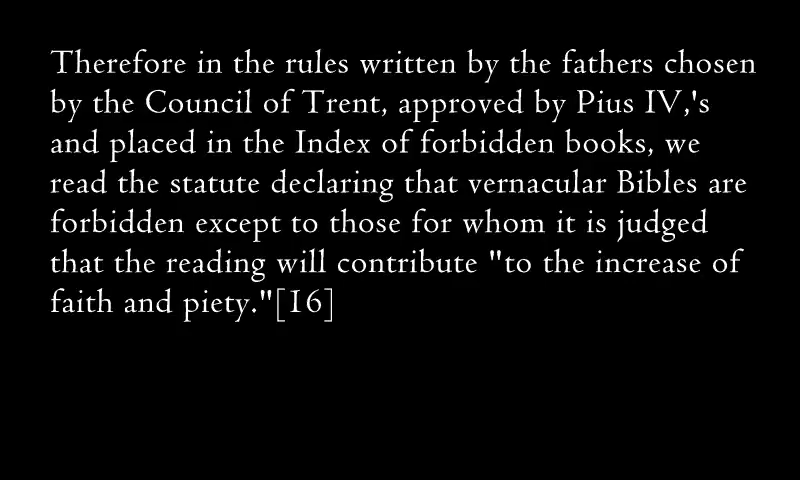 Therefore in the rules written by the fathers chosen
by the Council of Trent, approved by Pius IV,'s
and placed in the Index of forbidden books, we
read the statute declaring that vernacular Bibles are
forbidden except to those for whom it is judged
that the reading will contribute "to the increase of
faith and piety."[16]